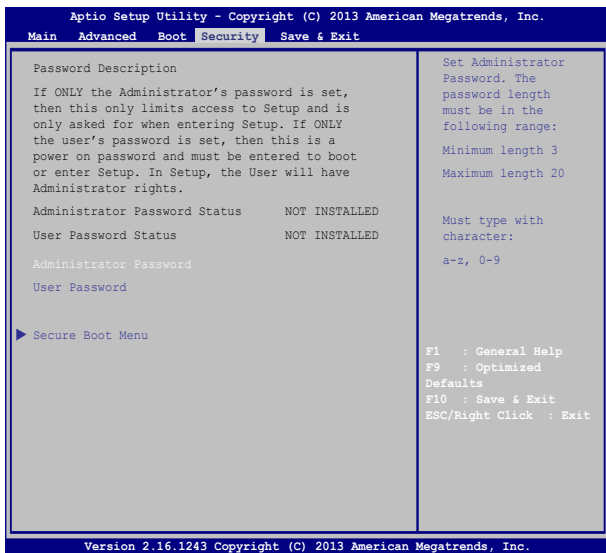 Aptio Setup Utility - Copyright (C) 2013 American Megatrends, Inc.
Main Advanced Boot Security Save & Exit
Password Description
If ONLY the Administrator's password is set,
then this only limits access to Setup and is
only asked for when entering Setup. If ONLY
the user's password is set, then this is a
power on password and must be entered to boot
or enter Setup. In Setup, the User will have
Administrator rights.
Administrator Password Status NOT INSTALLED
User Password Status NOT INSTALLED
Administrator Password
User Password
Secure Boot Menu
Set Administrator
Password. The
password length
must be in the
following range:
Minimum length 3
Maximum length 20
Must type with
character:
a-z, 0-9
F1 : General Help
F9 : Optimized
Defaults
F10 : Save & Exit
ESC/Right Click : Exit
Version 2.16.1243 Copyright (C) 2013 American Megatrends, Inc.